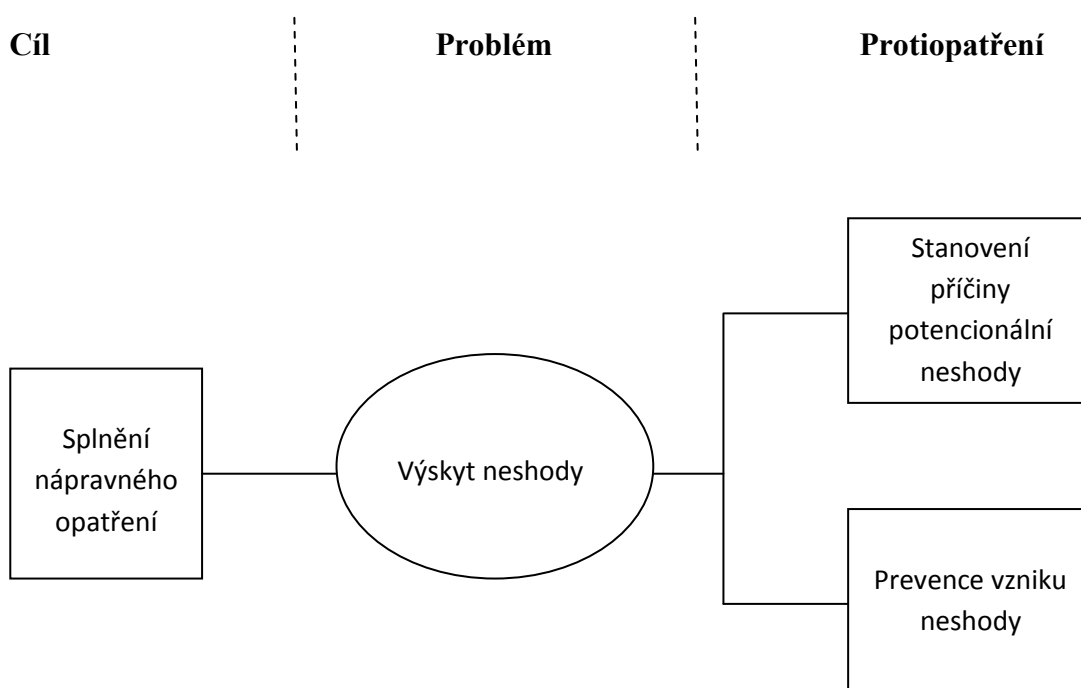 Cíl
Problém
Protiopatření
Stanovení
příčiny
potencionální
neshody
Splnění
nápravného
opatření
Výskyt neshody
Prevence vzniku
neshody